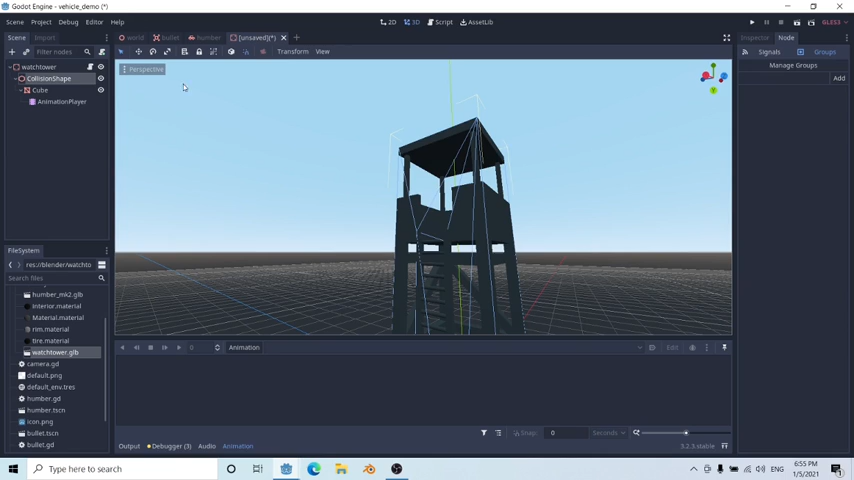 Godot Engine - vehicle_demo (*)
Scene Project Debug Editor Help
2D 3D Script AssetLib
GLES3
Scene Import
world bullet humber [unsaved](*)
Inspector Node
Filter nodes
Transform View
Signals Groups
Manage Groups
Add
watchtower
CollisionShape
Cube
AnimationPlayer
Perspective
FileSystem
res://blender/watchto
Search files
humber_mk2.glb
Interior.material
Material.material
rim.material
tire.material
watchtower.glb
camera.gd
default.png
default_env.tres
humber.gd
humber.tscn
icon.png
bullet.tscn
bullet.gd
0 Animation Edit
Snap: 0 Seconds
Output Debugger (3) Audio Animation 3.2.3.stable
Type here to search
ENG
6:55 PM
1/5/2021
1